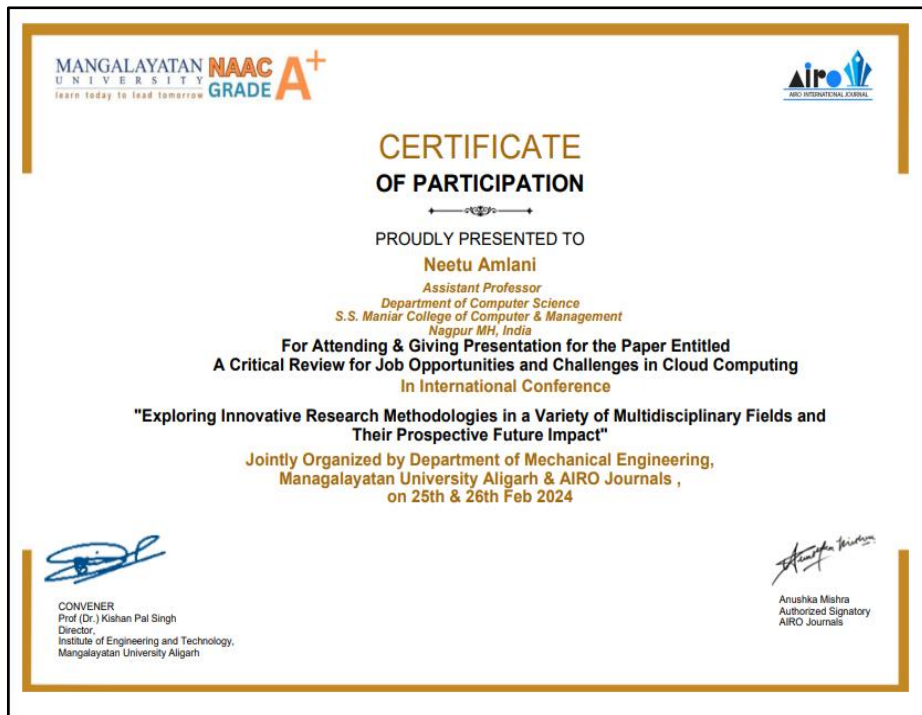 MANGALAYATAN
UNIVERSITY
learn today to lead tomorrow
NAAC
GRADE A+
AIRO
AIRO INTERNATIONAL JOURNAL
CERTIFICATE
OF PARTICIPATION
PROUDLY PRESENTED TO
Neetu Amlani
Assistant Professor
Department of Computer Science
S.S. Maniar College of Computer & Management
Nagpur MH, India
For Attending & Giving Presentation for the Paper Entitled
A Critical Review for Job Opportunities and Challenges in Cloud Computing
In International Conference
"Exploring Innovative Research Methodologies in a Variety of Multidisciplinary Fields and
Their Prospective Future Impact"
Jointly Organized by Department of Mechanical Engineering,
Managalayatan University Aligarh & AIRO Journals ,
on 25th & 26th Feb 2024
CONVENER
Prof (Dr.) Kishan Pal Singh
Director,
Institute of Engineering and Technology,
Mangalayatan University Aligarh
Anushka Mishra
Anushka Mishra
Authorized Signatory
AIRO Journals